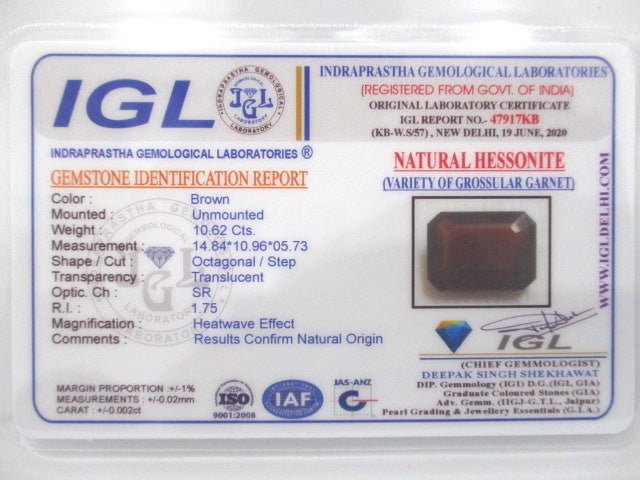 IGL
INDRAPRASTHA GEMOLOGICAL
JGL
LABORATORY
INDRAPRASTHA GEMOLOGICAL LABORATORIES ®
GEMSTONE IDENTIFICATION REPORT
Color : Brown
Mounted : Unmounted
Weight : 10.62 Cts.
Measurement : 14.84*10.96*05.73
Shape / Cut : Octagonal / Step
Transparency : Translucent
Optic. Ch : SR
R.I. : 1.75
Magnification : Heatwave Effect
Comments : Results Confirm Natural Origin
MARGIN PROPORTION :+/-1%
MEASUREMENTS : +/-0.02mm
CARAT : +/-0.002ct
ISO
9001:2008
IAF
JAS-ANZ
INDRAPRASTHA GEMOLOGICAL LABORATORIES
(REGISTERED FROM GOVT. OF INDIA)
ORIGINAL LABORATORY CERTIFICATE
IGL REPORT NO.- 47917KB
(KB-W.S/57) , NEW DELHI, 19 JUNE, 2020
NATURAL HESSONITE
(VARIETY OF GROSSULAR GARNET)
WWW.IGLDELHI.COM
IGL
(CHIEF GEMMOLOGIST)
DEEPAK SINGH SHEKHAWAT
DIP. Gemmology (IGI) D.G.(IGL, GIA)
Graduate Coloured Stones (GIA)
Adv. Gemm. (IIGJ-G.T.L., Jaipur)
Pearl Grading & Jewellery Essentials (G.I.A.)